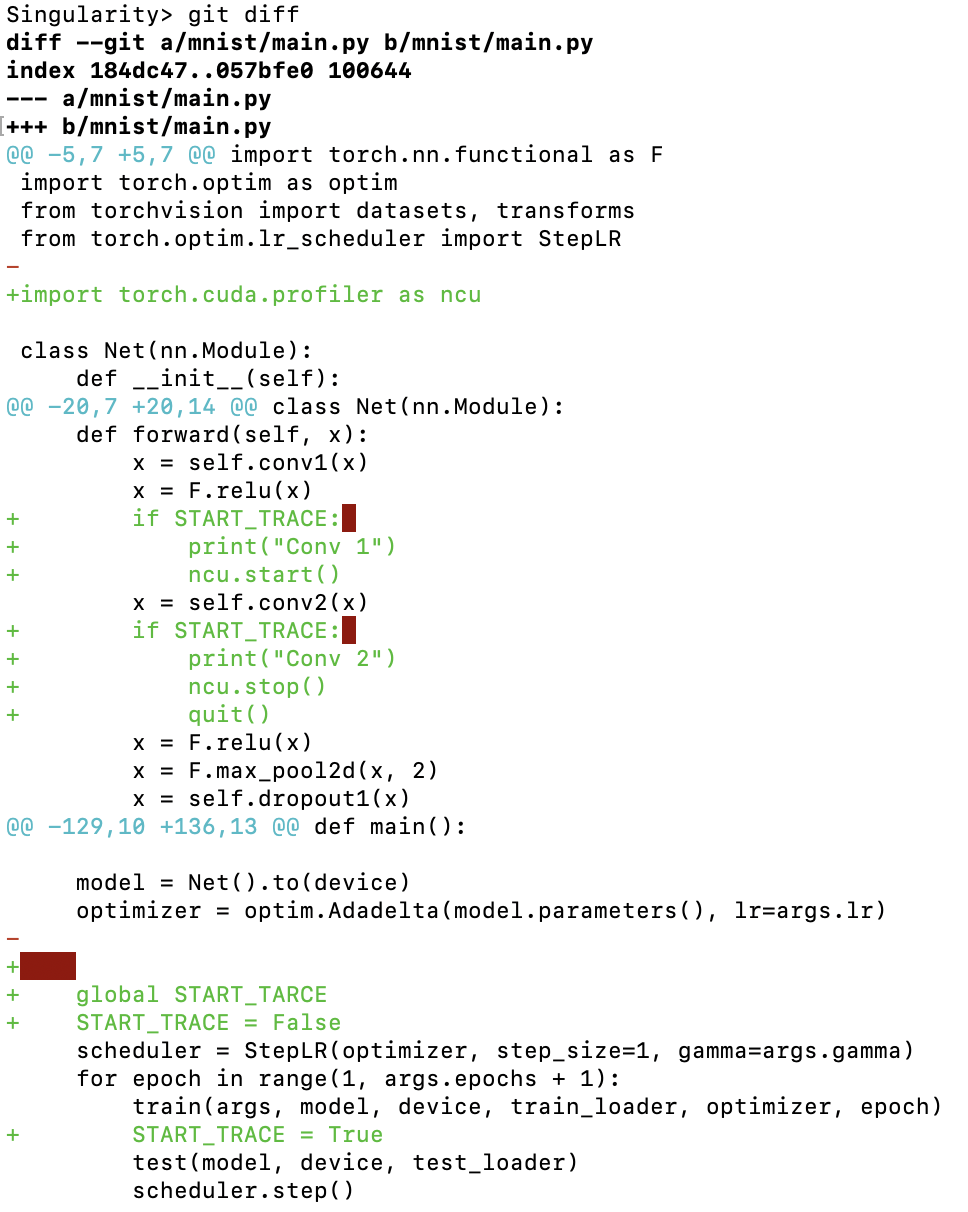 Singularity> git diff
diff --git a/mnist/main.py b/mnist/main.py
index 184dc47..057bfe0 100644
--- a/mnist/main.py
+++ b/mnist/main.py
@@ -5,7 +5,7 @@ import torch.nn.functional as F
 import torch.optim as optim
 from torchvision import datasets, transforms
 from torch.optim.lr_scheduler import StepLR
-
+import torch.cuda.profiler as ncu

 class Net(nn.Module):
     def __init__(self):
@@ -20,7 +20,14 @@ class Net(nn.Module):
     def forward(self, x):
         x = self.conv1(x)
         x = F.relu(x)
+        if START_TRACE:
+            print("Conv 1")
+            ncu.start()
         x = self.conv2(x)
+        if START_TRACE:
+            print("Conv 2")
+            ncu.stop()
+            quit()
         x = F.relu(x)
         x = F.max_pool2d(x, 2)
         x = self.dropout1(x)
@@ -129,10 +136,13 @@ def main():

     model = Net().to(device)
     optimizer = optim.Adadelta(model.parameters(), lr=args.lr)
-
+
+    global START_TARCE
+    START_TRACE = False
     scheduler = StepLR(optimizer, step_size=1, gamma=args.gamma)
     for epoch in range(1, args.epochs + 1):
         train(args, model, device, train_loader, optimizer, epoch)
+        START_TRACE = True
         test(model, device, test_loader)
         scheduler.step()